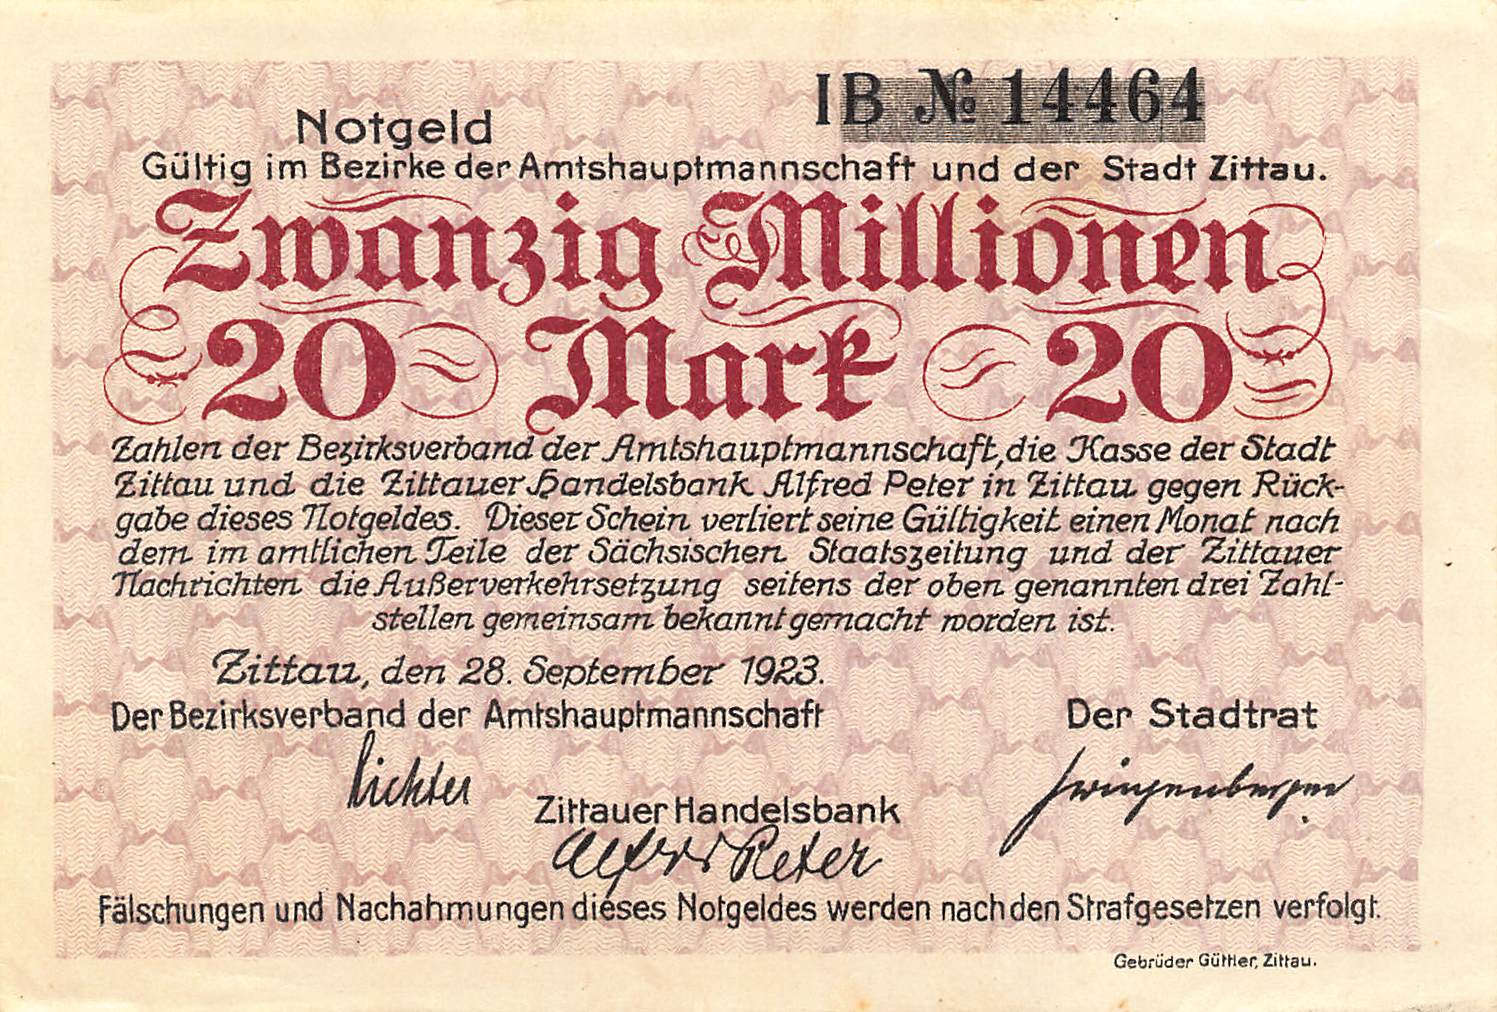 IB № 14464
Notgeld
Gültig im Bezirke der Amtshauptmannschaft und der Stadt Zittau.
Zwanzig Millionen
20 Mark 20
Zahlen der Bezirksverband der Amtshauptmannschaft, die Kasse der Stadt
Zittau und die Zittauer Handelsbank Alfred Peter in Zittau gegen Rück-
gabe dieses Notgeldes. Dieser Schein verliert seine Gültigkeit einen Monat nach
dem im amtlichen Teile der Sächsischen Staatszeitung und der Zittauer
Nachrichten die Außerverkehrsetzung seitens der oben genannten drei Zahl-
stellen gemeinsam bekannt gemacht worden ist.
Zittau, den 28. September 1923.
Der Bezirksverband der Amtshauptmannschaft Der Stadtrat
Richter Zwingenberger
Zittauer Handelsbank
Alfred Peter
Fälschungen und Nachahmungen dieses Notgeldes werden nach den Strafgesetzen verfolgt.
Gebrüder Güttler, Zittau.